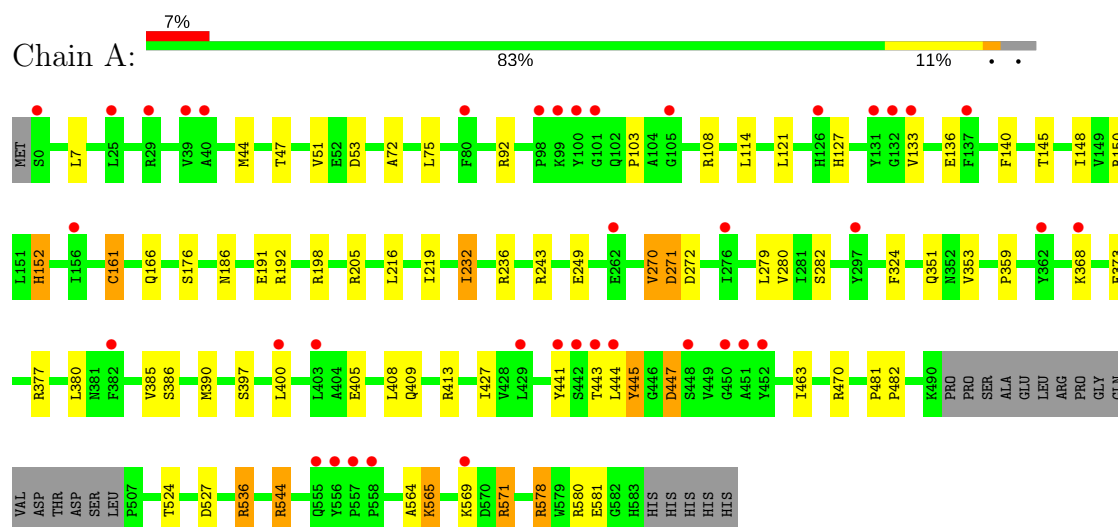 7%
Chain A:
83% 11% • •
MET S0 L7 L25 R29 V39 A40 M44 T47 V51 E52 D53 A72 L75 F80 R92 P98 K99 Y100 G101 Q102 P103 A104 G105 R108 L114 L121 H126 H127 Y131 G132 V133 E136 F137 F140 T145 I148 V149
L151 H152 I156 C161 Q166 S176 N186 E191 R192 R198 R205 L216 I219 I232 R236 R243 E249 E262 V270 D271 D272 I276 L279 V280 I281 S282 Y297 F324 Q351 N352 V353 P359 Y362 K368
R377 L380 N381 F382 V385 S386 M390 S397 L400 L403 A404 E405 L408 Q409 R413 I427 V428 L429 Y441 S442 T443 L444 Y445 G446 D447 S448 V449 G450 A451 Y452 I463 R470 P481 P482 K490 PRO PRO SER ALA GLU LEU ARG PRO GLY GLN
VAL ASP THR ASP SER LEU P507 T524 D527 R536 R544 Q555 Y556 P557 P558 A564 K565 K569 D570 R571 R578 W579 R580 E581 G582 H583 HIS HIS HIS HIS HIS